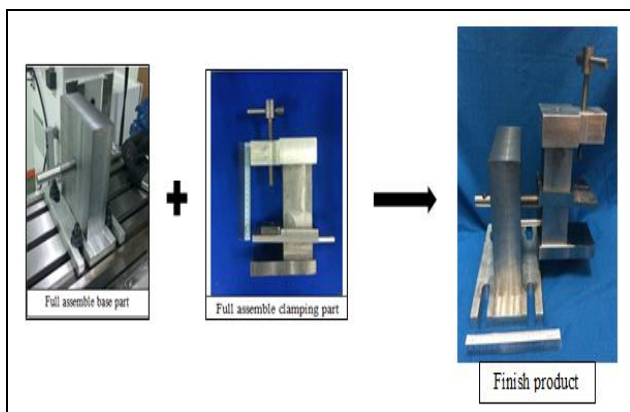 Full assemble base part
Full assemble clamping part
Finish product